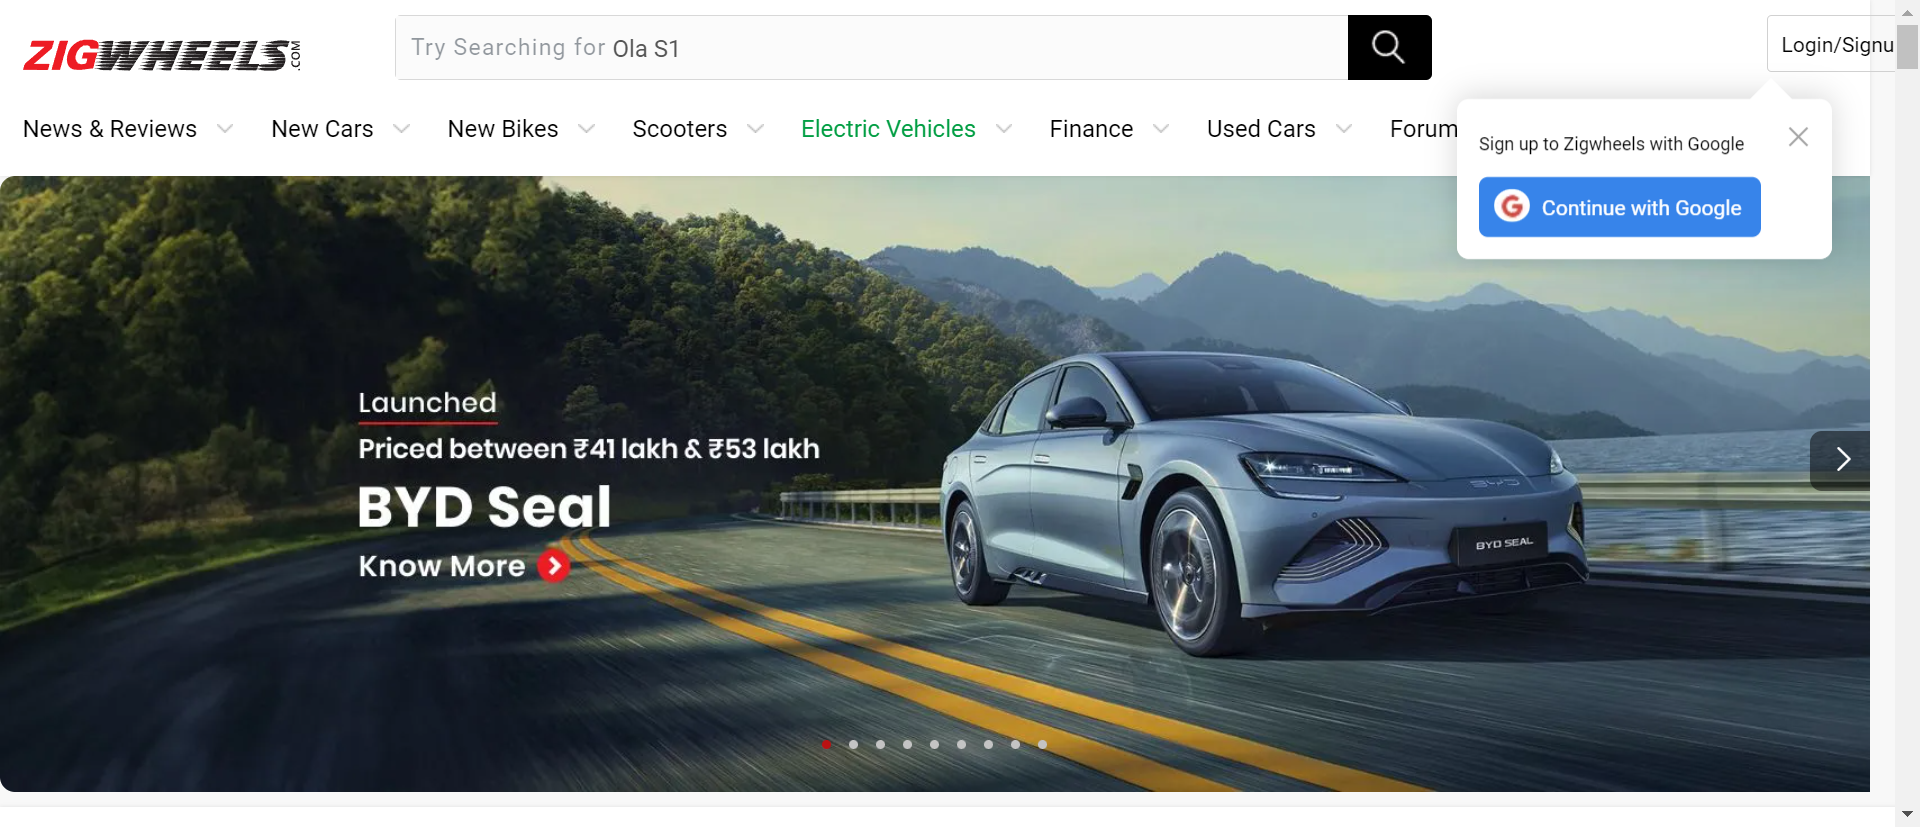 ZIGWHEELS.COM
Try Searching for Ola S1
Login/Signu
News & Reviews New Cars New Bikes Scooters Electric Vehicles Finance Used Cars Forum
Sign up to Zigwheels with Google
G Continue with Google
Launched
Priced between ₹41 lakh & ₹53 lakh
BYD Seal
Know More
BYD
BYD SEAL